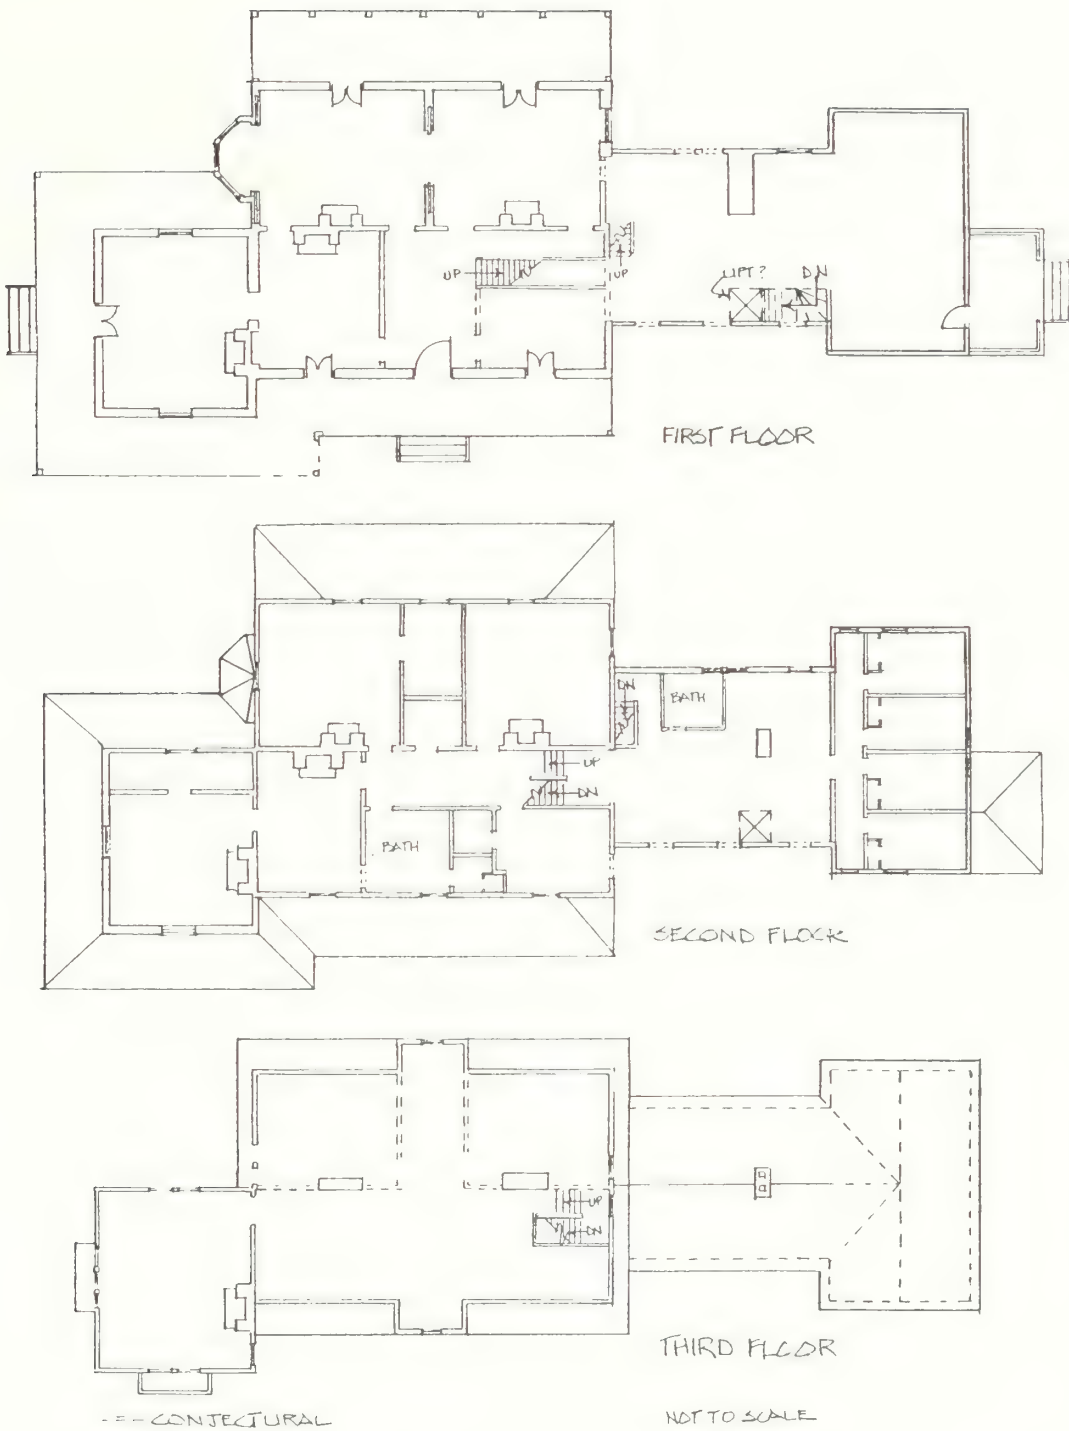 LIFT? DN
UP UP
FIRST FLOOR
DN
BATH
UP
DN
BATH
SECOND FLOOR
UP
DN
THIRD FLOOR
--- CONJECTURAL NOT TO SCALE